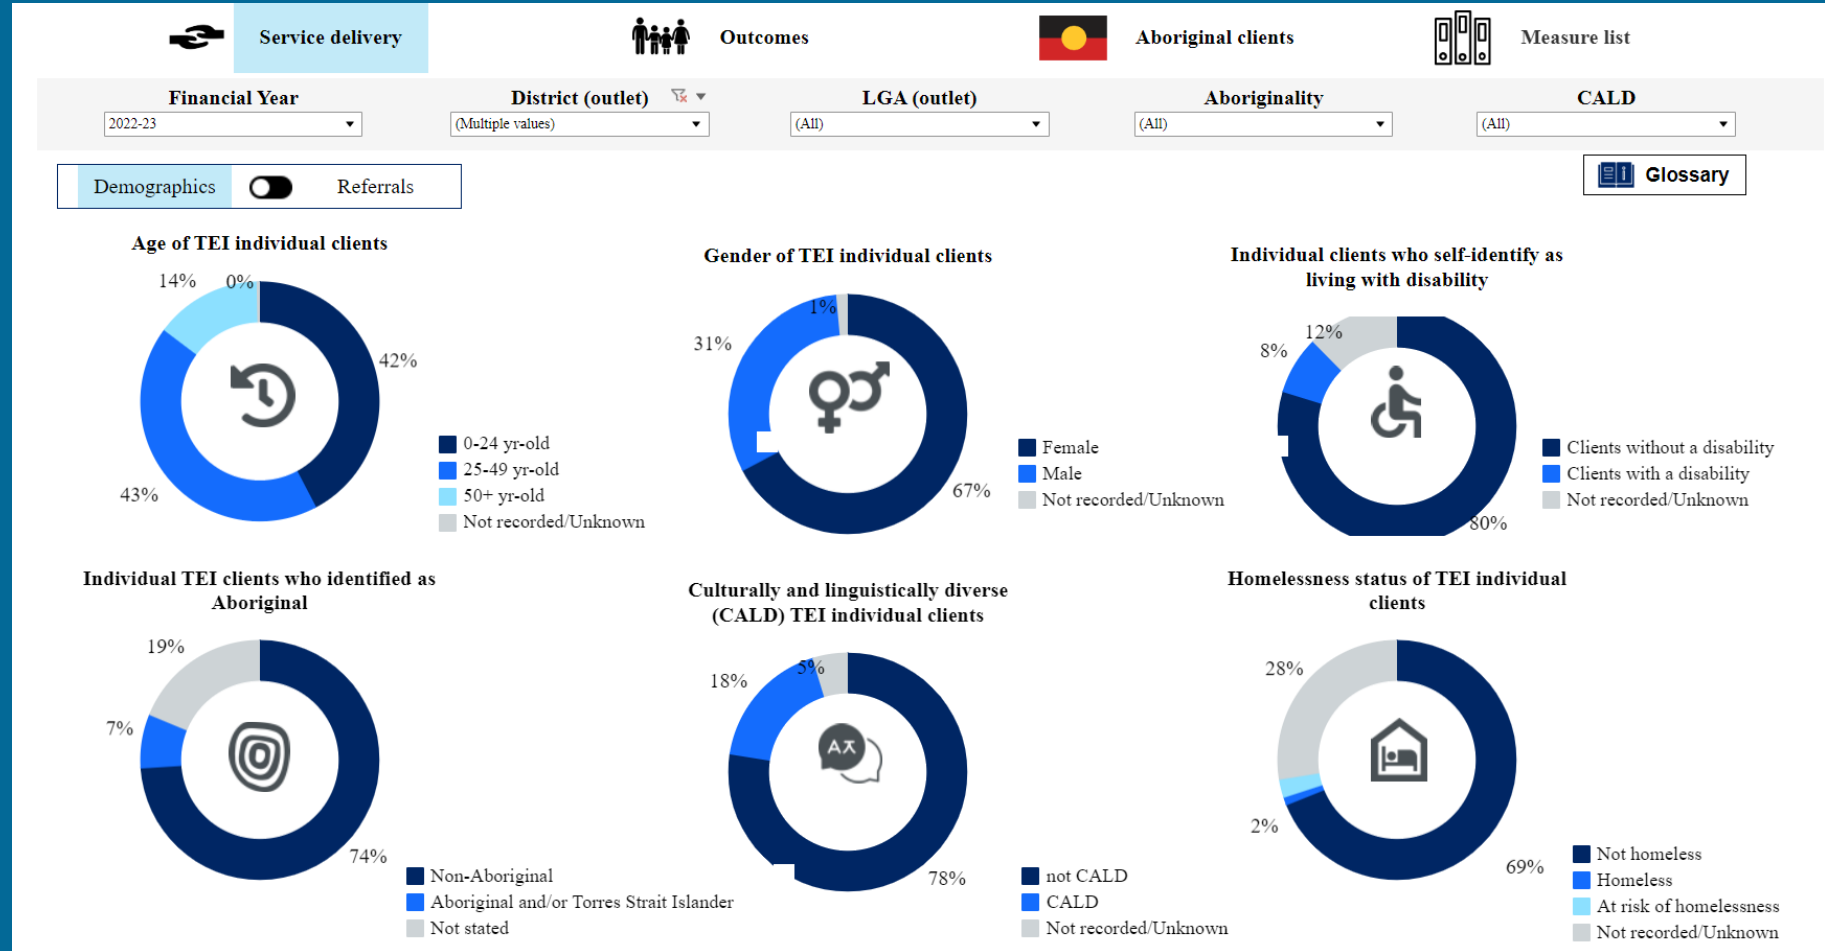 Service delivery
Outcomes
Aboriginal clients
Measure list
Financial Year
District (outlet)
LGA (outlet)
Aboriginality
CALD
2022-23
(Multiple values)
(All)
(All)
(All)
Demographics
Referrals
Glossary
Age of TEI individual clients
14%
0%
42%
43%
0-24 yr-old
25-49 yr-old
50+ yr-old
Not recorded/Unknown
Gender of TEI individual clients
1%
31%
67%
Female
Male
Not recorded/Unknown
Individual clients who self-identify as
living with disability
12%
8%
80%
Clients without a disability
Clients with a disability
Not recorded/Unknown
Individual TEI clients who identified as
Aboriginal
19%
7%
74%
Non-Aboriginal
Aboriginal and/or Torres Strait Islander
Not stated
Culturally and linguistically diverse
(CALD) TEI individual clients
5%
18%
AX
78%
not CALD
CALD
Not recorded/Unknown
Homelessness status of TEI individual
clients
28%
2%
69%
Not homeless
Homeless
At risk of homelessness
Not recorded/Unknown